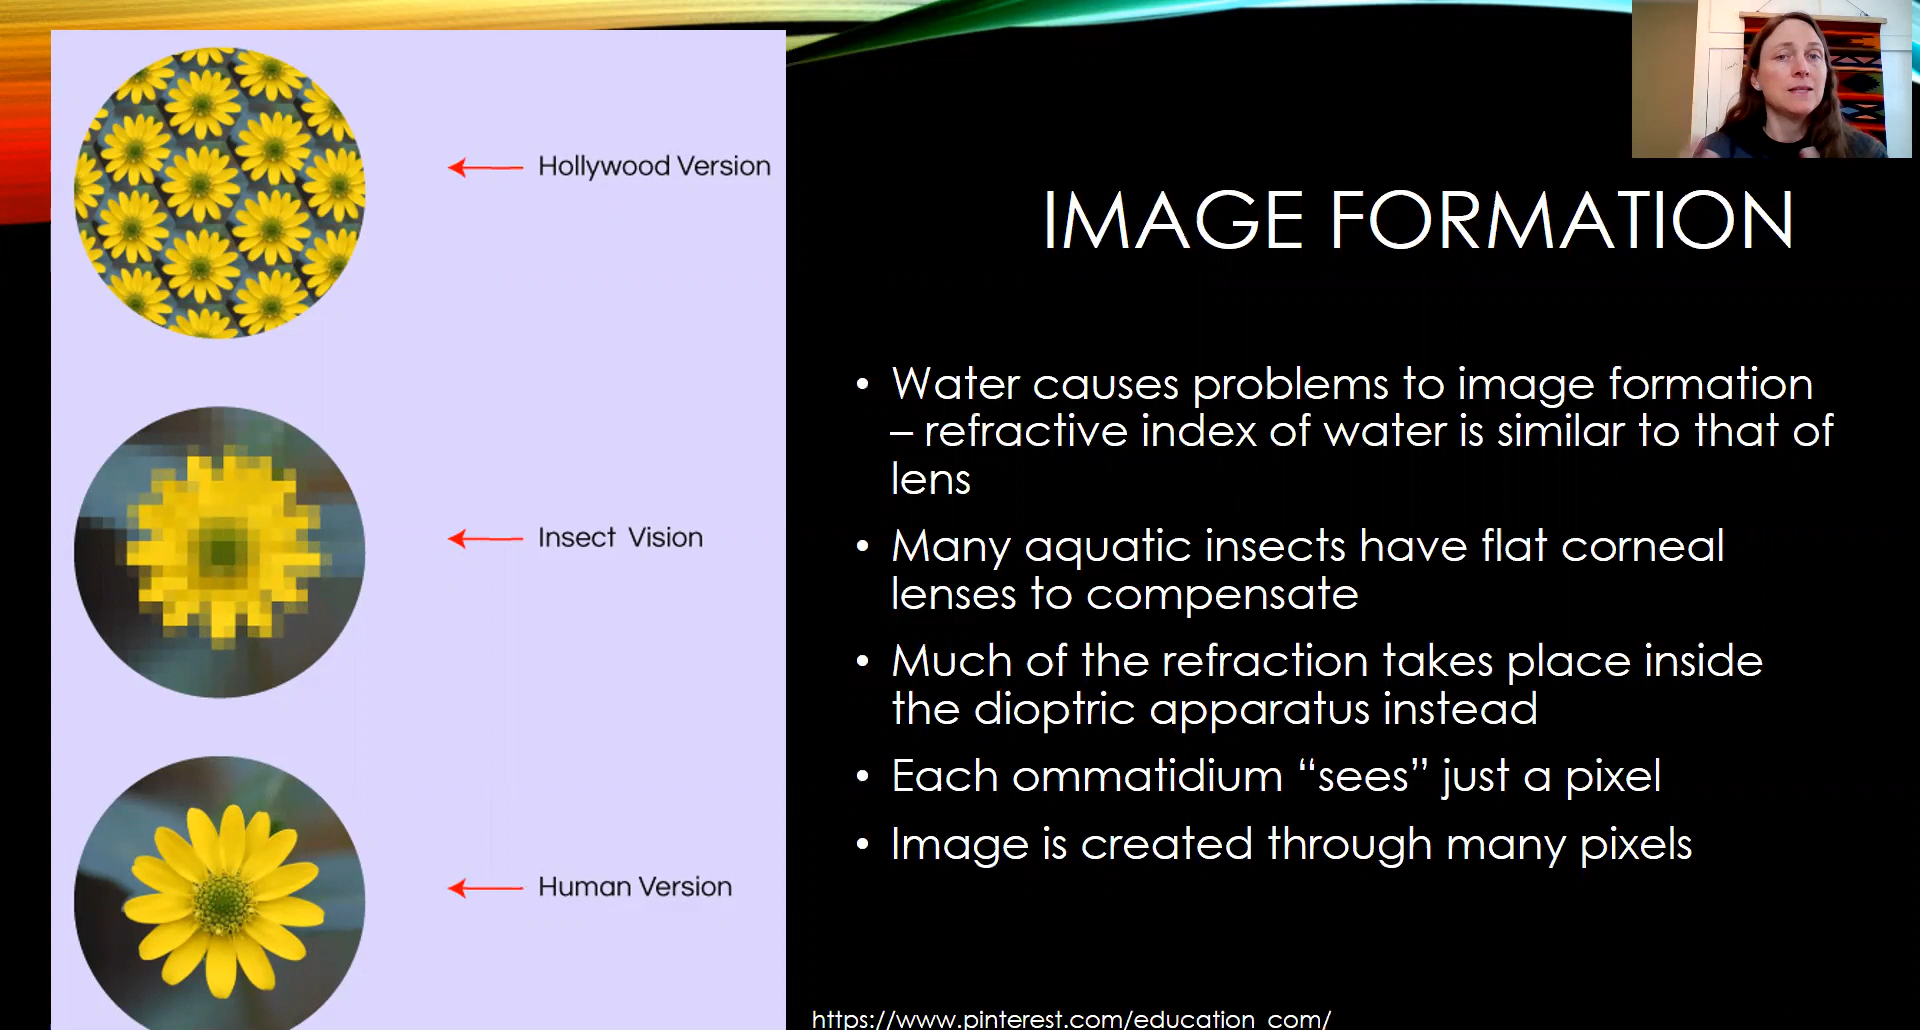 Hollywood Version
Insect Vision
Human Version
IMAGE FORMATION
• Water causes problems to image formation
– refractive index of water is similar to that of
lens
• Many aquatic insects have flat corneal
lenses to compensate
• Much of the refraction takes place inside
the dioptric apparatus instead
• Each ommatidium “sees” just a pixel
• Image is created through many pixels
https://www.pinterest.com/education_com/